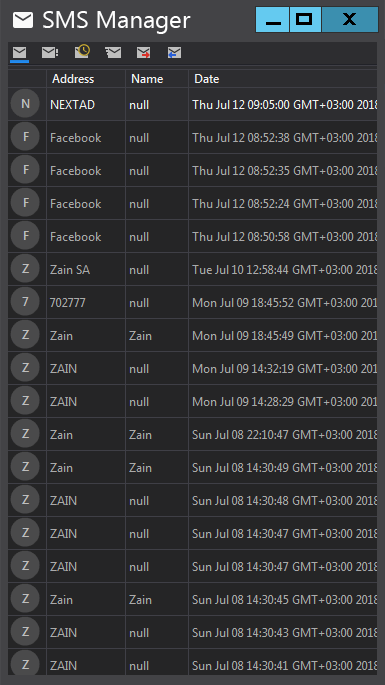 SMS Manager
Address Name Date
N NEXTAD null Thu Jul 12 09:05:00 GMT+03:00 2018
F Facebook null Thu Jul 12 08:52:38 GMT+03:00 2018
F Facebook null Thu Jul 12 08:52:35 GMT+03:00 2018
F Facebook null Thu Jul 12 08:52:24 GMT+03:00 2018
F Facebook null Thu Jul 12 08:50:58 GMT+03:00 2018
Z Zain SA null Tue Jul 10 12:58:44 GMT+03:00 2018
7 702777 null Mon Jul 09 18:45:52 GMT+03:00 201
Z Zain Zain Mon Jul 09 18:45:49 GMT+03:00 201
Z ZAIN null Mon Jul 09 14:32:19 GMT+03:00 201
Z ZAIN null Mon Jul 09 14:28:29 GMT+03:00 201
Z Zain Zain Sun Jul 08 22:10:47 GMT+03:00 2018
Z Zain Zain Sun Jul 08 14:30:49 GMT+03:00 2018
Z ZAIN null Sun Jul 08 14:30:48 GMT+03:00 2018
Z ZAIN null Sun Jul 08 14:30:47 GMT+03:00 2018
Z ZAIN null Sun Jul 08 14:30:47 GMT+03:00 2018
Z Zain Zain Sun Jul 08 14:30:45 GMT+03:00 2018
Z ZAIN null Sun Jul 08 14:30:43 GMT+03:00 2018
Z ZAIN null Sun Jul 08 14:30:41 GMT+03:00 2018